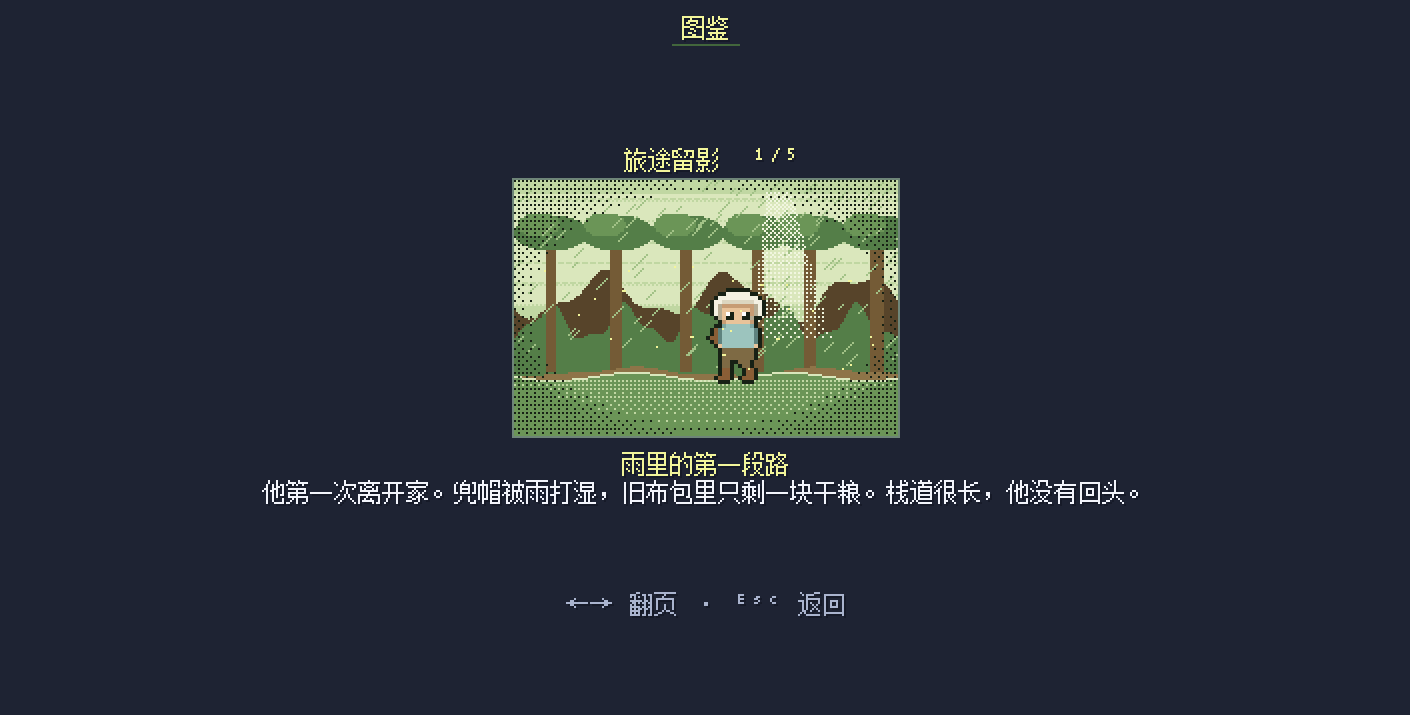 图鉴
旅途留影 1/5
雨里的第一段路
他第一次离开家。兜帽被雨打湿，旧布包里只剩一块干粮。栈道很长，他没有回头。
←→ 翻页 · ESC 返回